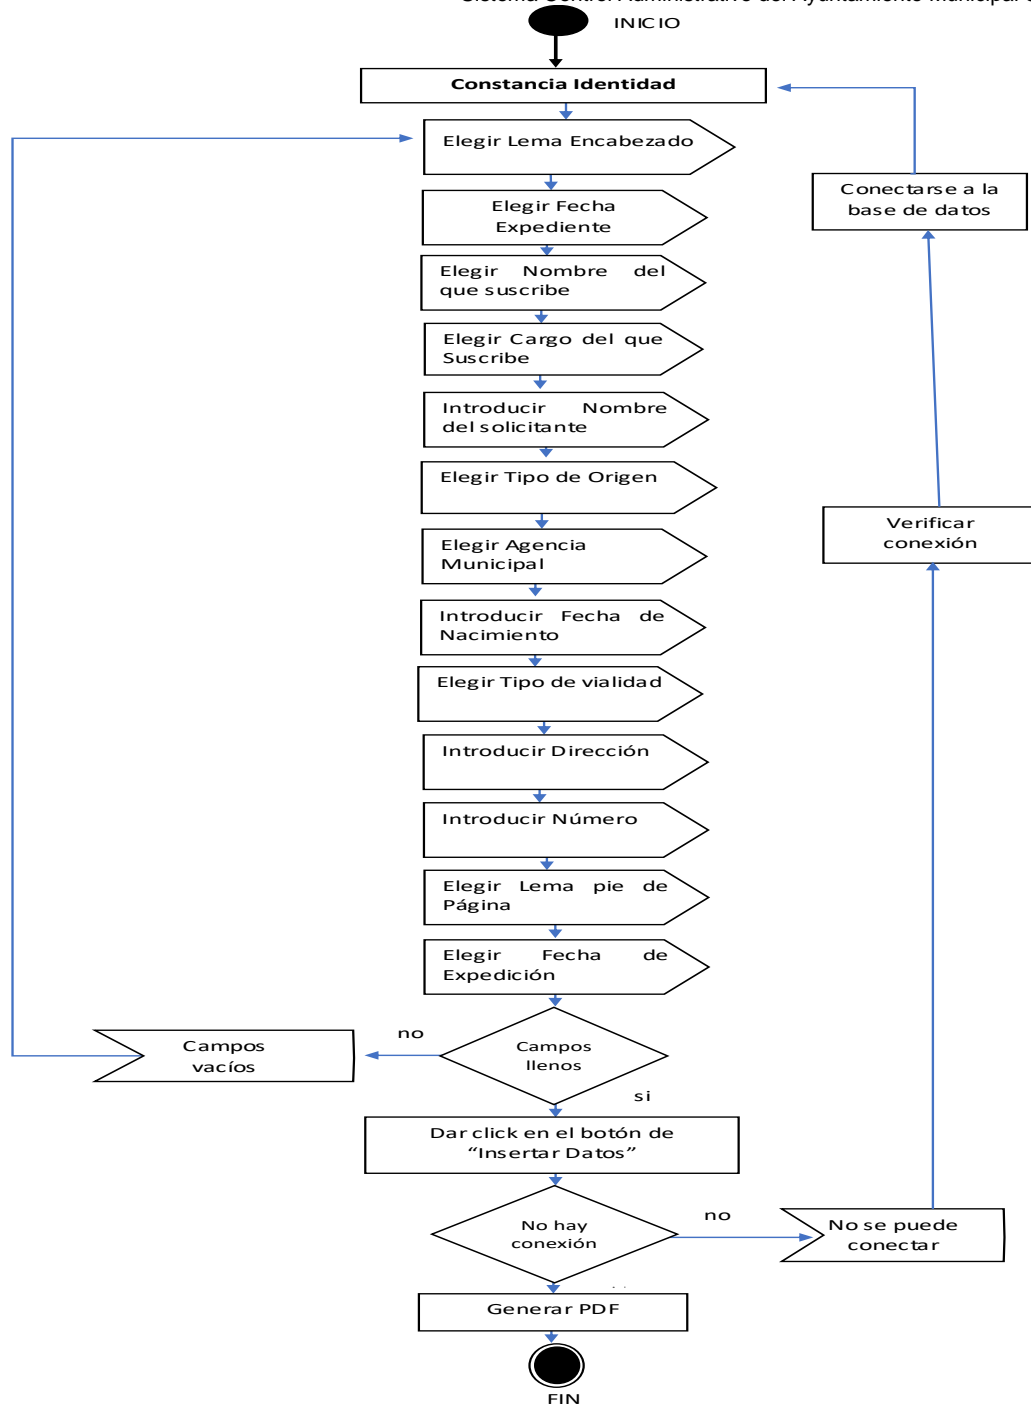 INICIO
Constancia Identidad
Elegir Lema Encabezado
Elegir Fecha
Expediente
Elegir Nombre del
que suscribe
Elegir Cargo del que
Suscribe
Introducir Nombre
del solicitante
Elegir Tipo de Origen
Elegir Agencia
Municipal
Introducir Fecha de
Nacimiento
Elegir Tipo de vialidad
Introducir Dirección
Introducir Número
Elegir Lema pie de
Página
Elegir Fecha de
Expedición
Campos
llenos
no
Campos
vacíos
si
Dar click en el botón de
“Insertar Datos”
No hay
conexión
no
No se puede
conectar
Verificar
conexión
Conectarse a la
base de datos
Generar PDF
FIN